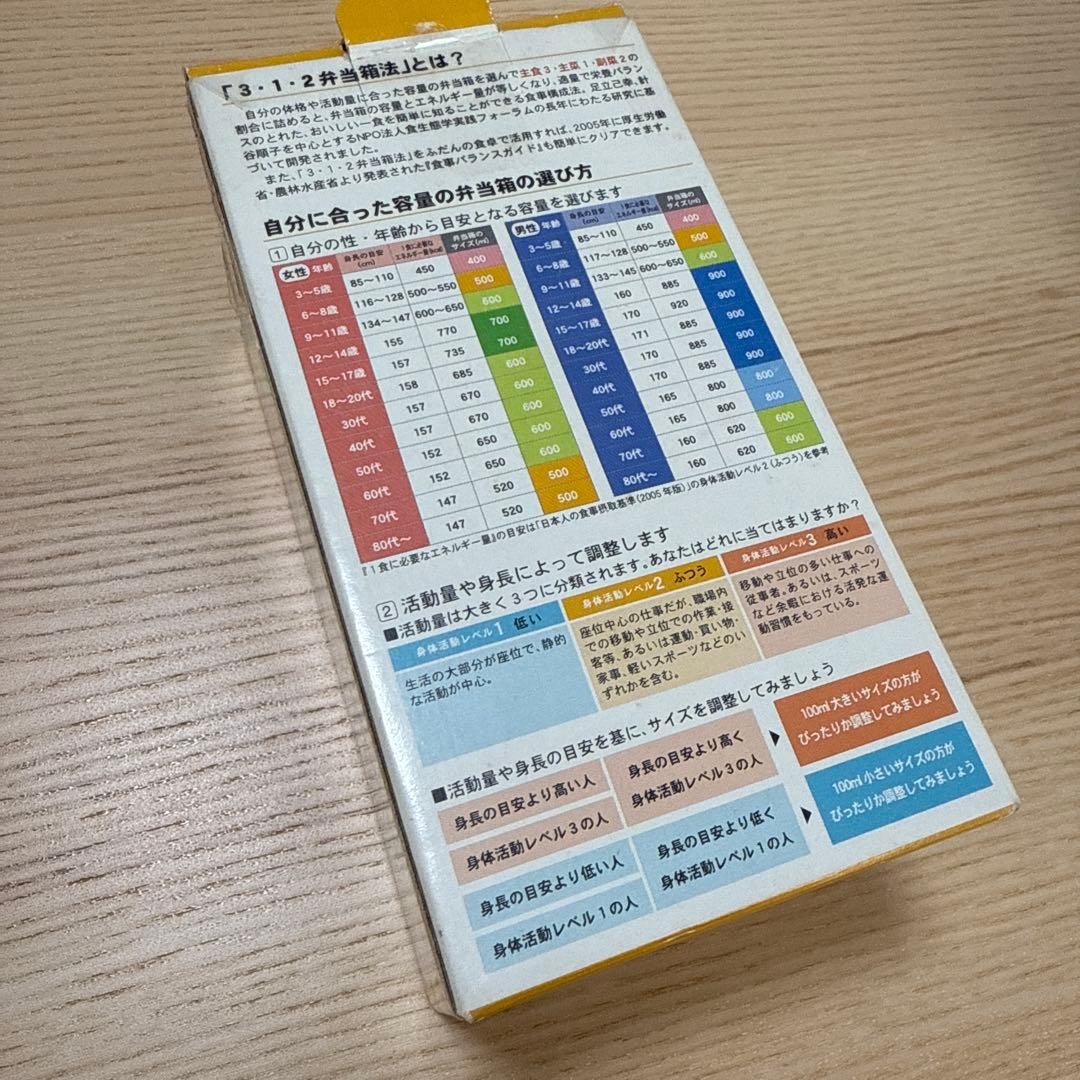 「3・1・2弁当箱法」とは？
自分の体格や活動量に合った容量の弁当箱を選んで主食3・主菜1・副菜2の
割合に詰めると、弁当箱の容量とエネルギー量が等しくなり、適量で栄養バラン
スのとれた、おいしい一食を簡単に知ることができる食事構成法。足立己幸、針
谷順子を中心とするNPO法人食生態学実践フォーラムの長年にわたる研究に基
づいて開発されました。
また、「3・1・2弁当箱法」をふだんの食卓で活用すれば、2005年に厚生労働
省・農林水産省より発表された『食事バランスガイド』も簡単にクリアできます。
自分に合った容量の弁当箱の選び方
1 自分の性・年齢から目安となる容量を選びます
女性 年齢 身長の目安(cm) 1食に必要なエネルギー量(kcal) 弁当箱のサイズ(ml)
3〜5歳 85〜110 450 400
6〜8歳 116〜128 500〜550 500
9〜11歳 134〜147 600〜650 600
12〜14歳 155 770 700
15〜17歳 157 735 700
18〜20代 158 685 600
30代 157 670 600
40代 157 670 600
50代 152 650 600
60代 152 650 600
70代 147 520 500
80代〜 147 520 500
男性 年齢 身長の目安(cm) 1食に必要なエネルギー量(kcal) 弁当箱のサイズ(ml)
3〜5歳 85〜110 450 400
6〜8歳 117〜128 500〜550 500
9〜11歳 133〜145 600〜650 600
12〜14歳 160 885 900
15〜17歳 170 920 900
18〜20代 171 885 900
30代 170 885 900
40代 170 885 900
50代 165 800 800
60代 165 800 800
70代 160 620 600
80代〜 160 620 600
『1食に必要なエネルギー量』の目安は「日本人の食事摂取基準(2005年版)」の身体活動レベル2(ふつう)を参考
2 活動量や身長によって調整します
■活動量は大きく3つに分類されます。あなたはどれに当てはまりますか？
身体活動レベル1 低い
生活の大部分が座位で、静的
な活動が中心。
身体活動レベル2 ふつう
座位中心の仕事だが、職場内
での移動や立位での作業・接
客等、あるいは運動・買い物・
家事、軽いスポーツなどのい
ずれかを含む。
身体活動レベル3 高い
移動や立位の多い仕事への
従事者。あるいは、スポーツ
など余暇における活発な運
動習慣をもっている。
■活動量や身長の目安を基に、サイズを調整してみましょう
身長の目安より高い人
身体活動レベル3の人
身長の目安より高く
身体活動レベル3の人
▶
100ml大きいサイズの方が
ぴったりか調整してみましょう
身長の目安より低い人
身体活動レベル1の人
身長の目安より低く
身体活動レベル1の人
▶
100ml小さいサイズの方が
ぴったりか調整してみましょう